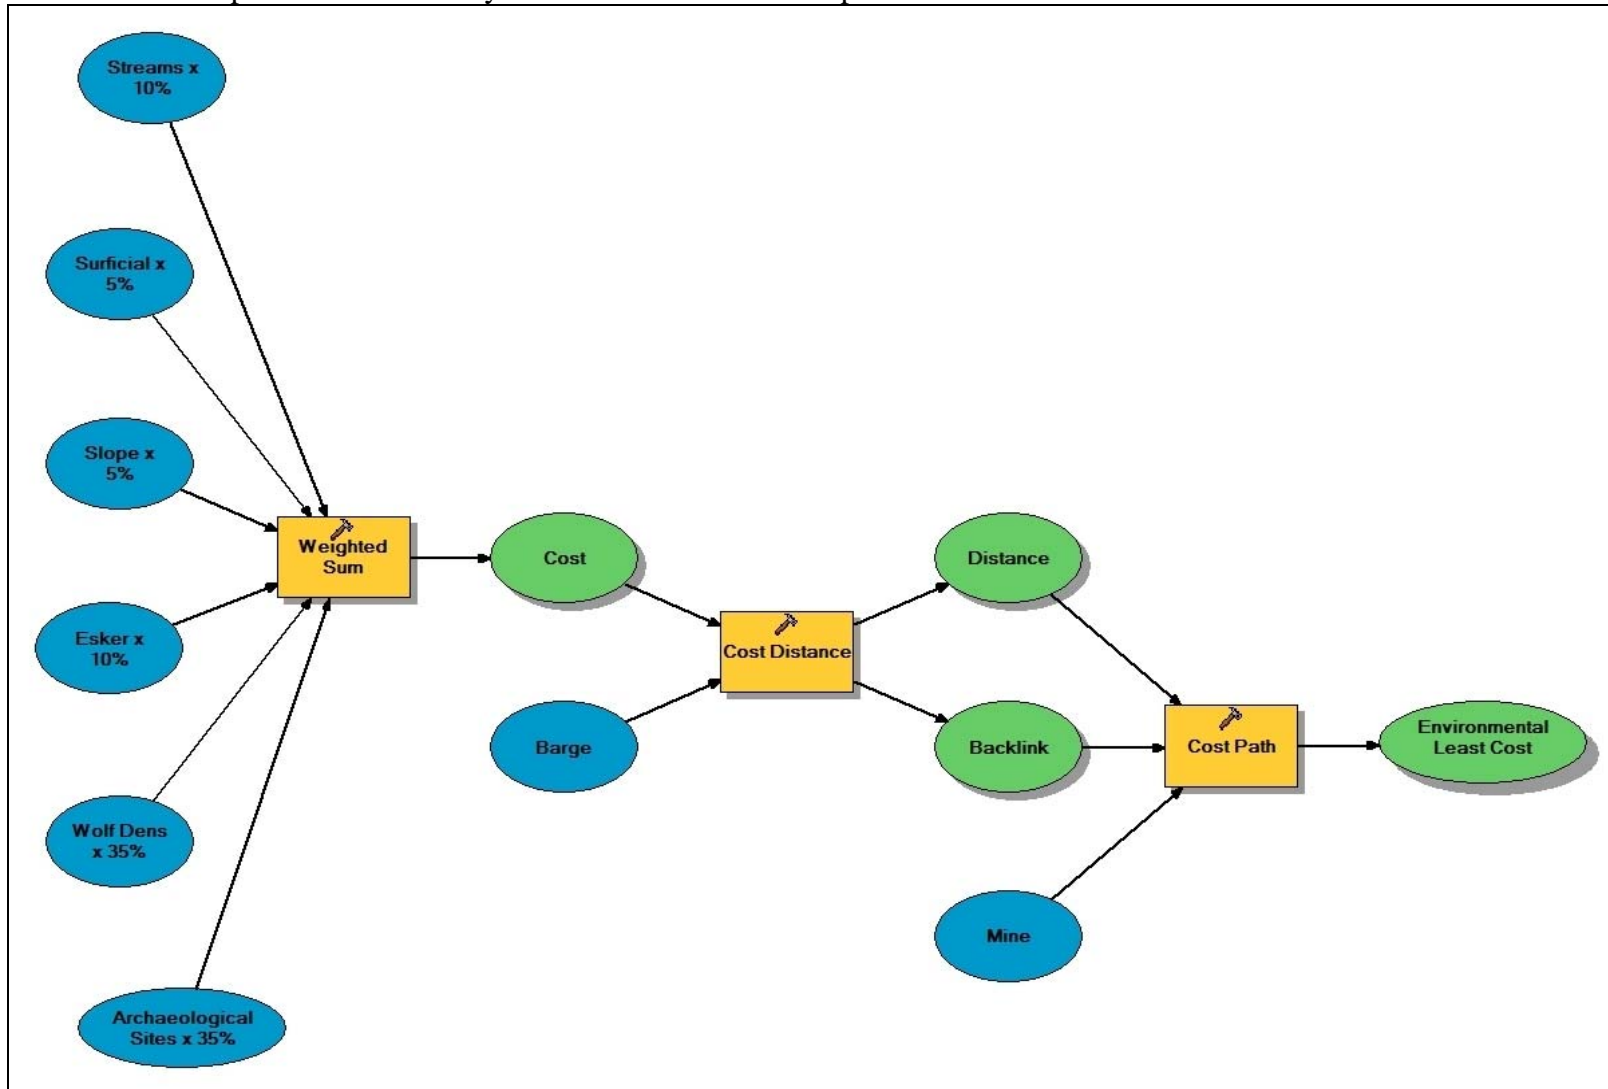 Streams x
10%
Surficial x
5%
Slope x
5%
Esker x
10%
Wolf Dens
x 35%
Archaeological
Sites x 35%
Weighted
Sum
Cost
Barge
Cost Distance
Distance
Backlink
Mine
Cost Path
Environmental
Least Cost